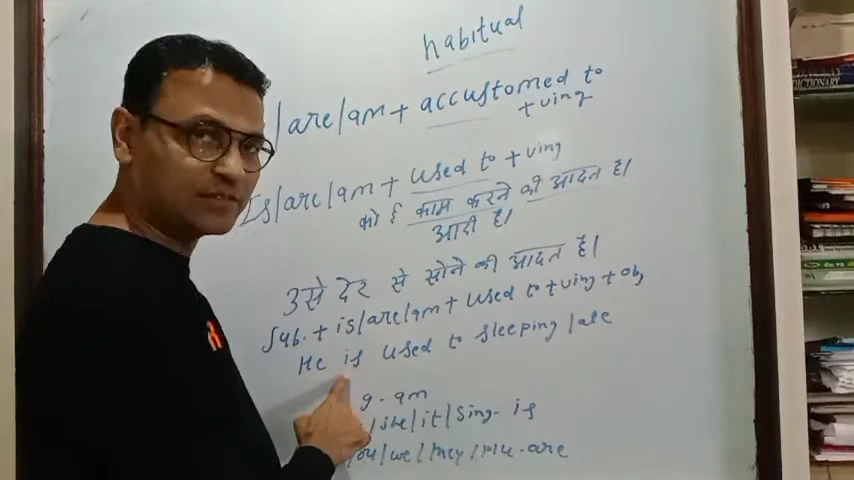 habitual
/are/am + accustomed to
+ ving
Is/are/am + used to + ving
कोई काम करने की आदत है।
आदी है।
उसे देर से सोने की आदत है।
Sub. + is/are/am + used to + ving + obj
He is used to sleeping late
g. am
/she/it/Sing. is
ou/we/they/Plu. are
DICTIONARY